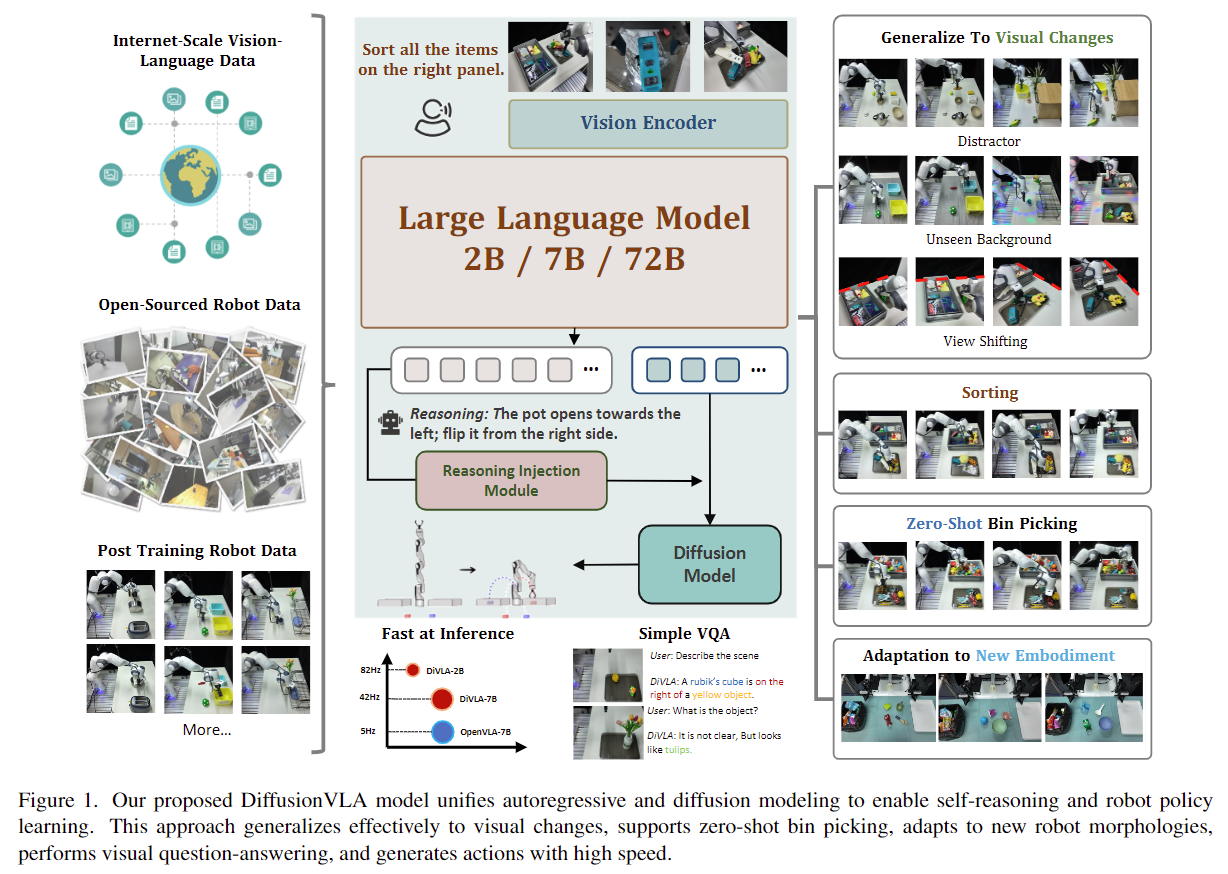 Internet-Scale Vision-
Language Data
Open-Sourced Robot Data
Post Training Robot Data
More...
Sort all the items
on the right panel.
Vision Encoder
Large Language Model
2B / 7B / 72B
...
...
Reasoning: The pot opens towards the
left; flip it from the right side.
Reasoning Injection
Module
Diffusion
Model
Fast at Inference
82Hz
DiVLA-2B
42Hz
DiVLA-7B
5Hz
OpenVLA-7B
Simple VQA
User: Describe the scene
DiVLA: A rubik's cube is on the
right of a yellow object.
User: What is the object?
DiVLA: It is not clear, But looks
like tulips.
Generalize To Visual Changes
Distractor
Unseen Background
View Shifting
Sorting
Zero-Shot Bin Picking
Adaptation to New Embodiment
Figure 1. Our proposed DiffusionVLA model unifies autoregressive and diffusion modeling to enable self-reasoning and robot policy
learning. This approach generalizes effectively to visual changes, supports zero-shot bin picking, adapts to new robot morphologies,
performs visual question-answering, and generates actions with high speed.